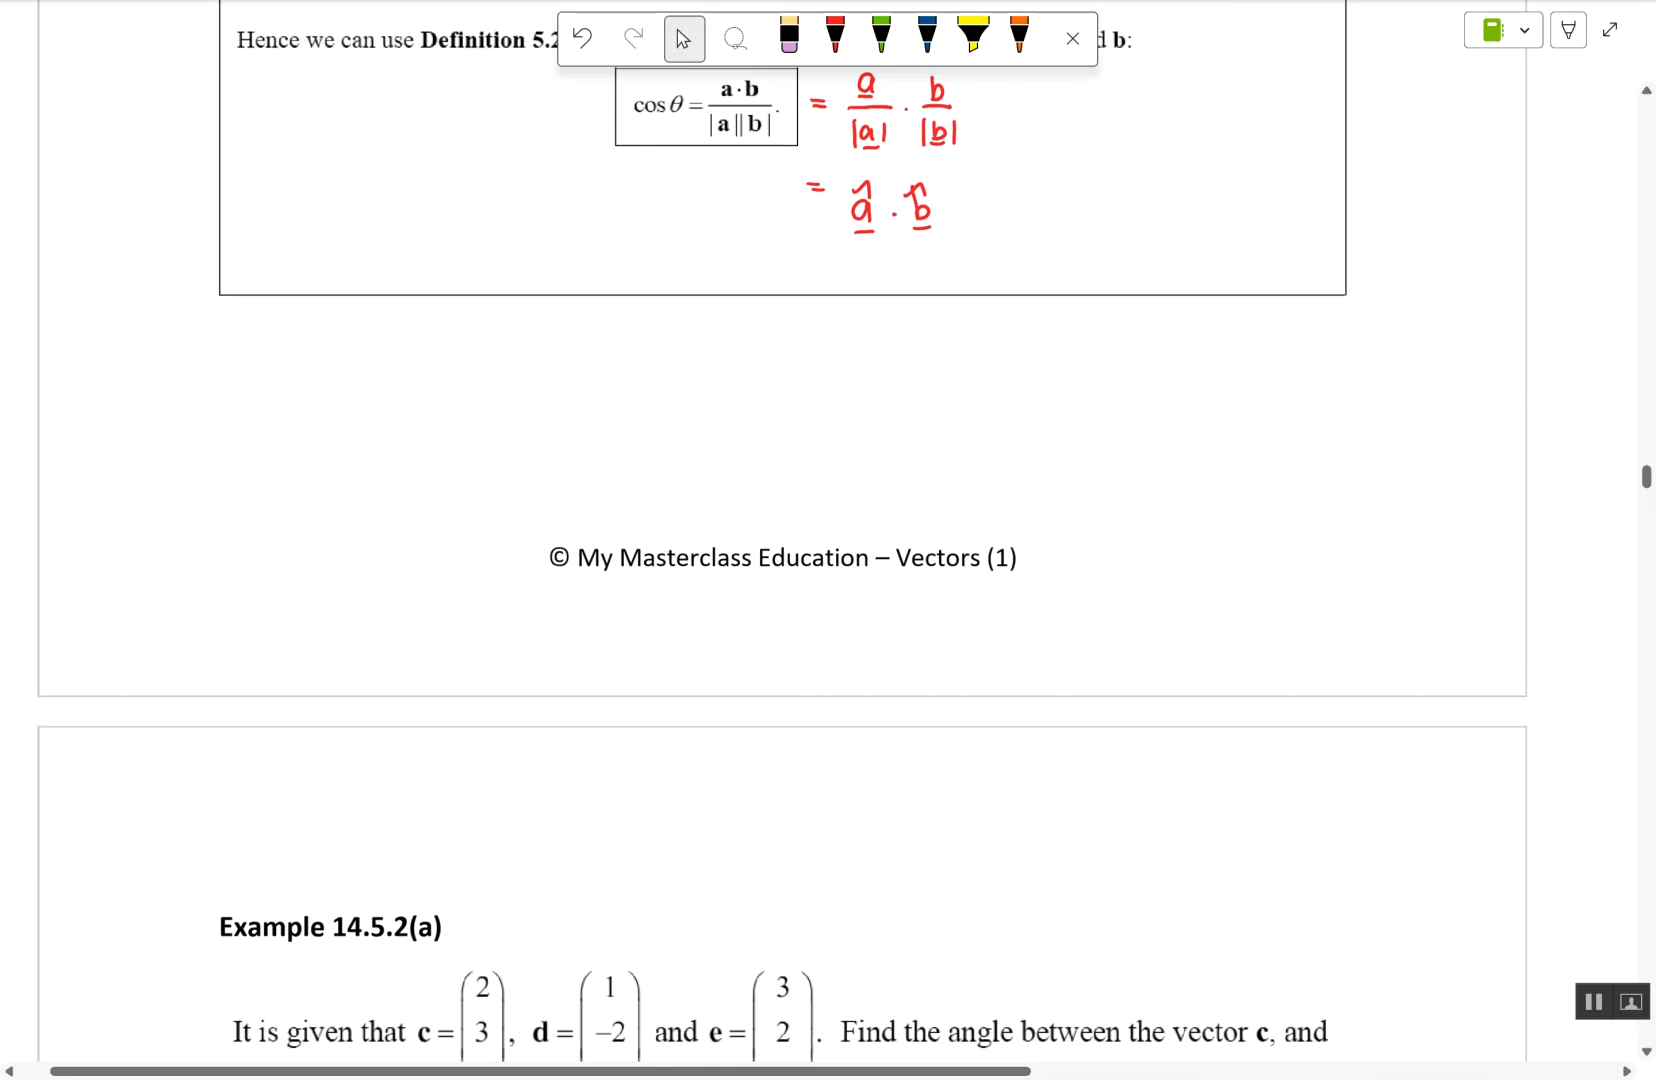 Hence we can use Definition 5.2 d b:
cos θ = a · b / |a||b| . = a/|a| . b/|b|
= â . b̂
© My Masterclass Education – Vectors (1)
Example 14.5.2(a)
It is given that c = (2 3 , d = (1 –2 and e = (3 2 . Find the angle between the vector c, and